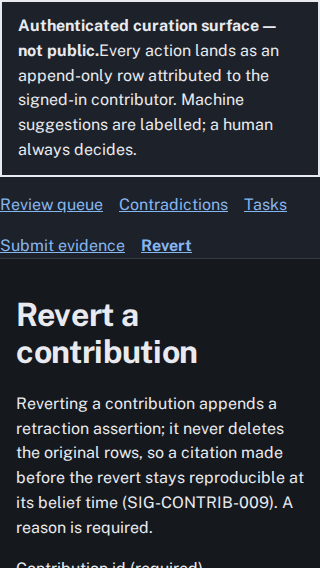 Authenticated curation surface —
not public.Every action lands as an
append-only row attributed to the
signed-in contributor. Machine
suggestions are labelled; a human
always decides.
Review queue Contradictions Tasks
Submit evidence Revert
Revert a
contribution
Reverting a contribution appends a
retraction assertion; it never deletes
the original rows, so a citation made
before the revert stays reproducible at
its belief time (SIG-CONTRIB-009). A
reason is required.
Contribution id (required)